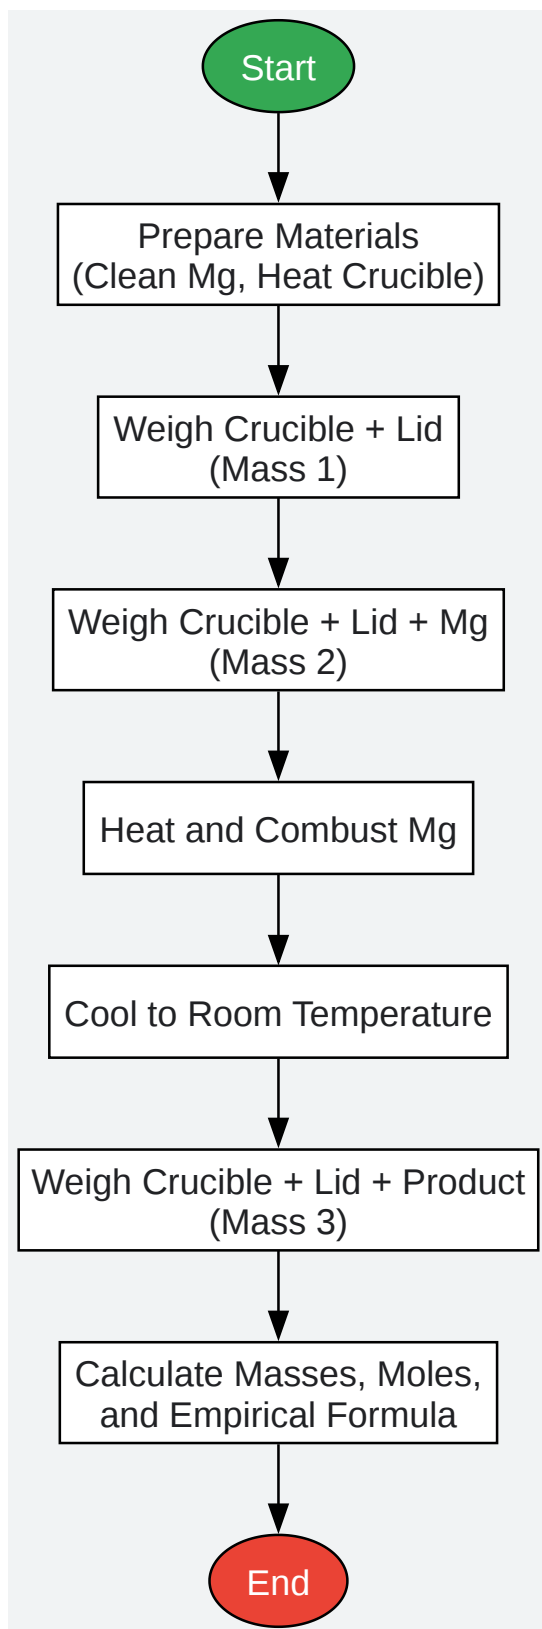 Start
Prepare Materials
(Clean Mg, Heat Crucible)
Weigh Crucible + Lid
(Mass 1)
Weigh Crucible + Lid + Mg
(Mass 2)
Heat and Combust Mg
Cool to Room Temperature
Weigh Crucible + Lid + Product
(Mass 3)
Calculate Masses, Moles,
and Empirical Formula
End